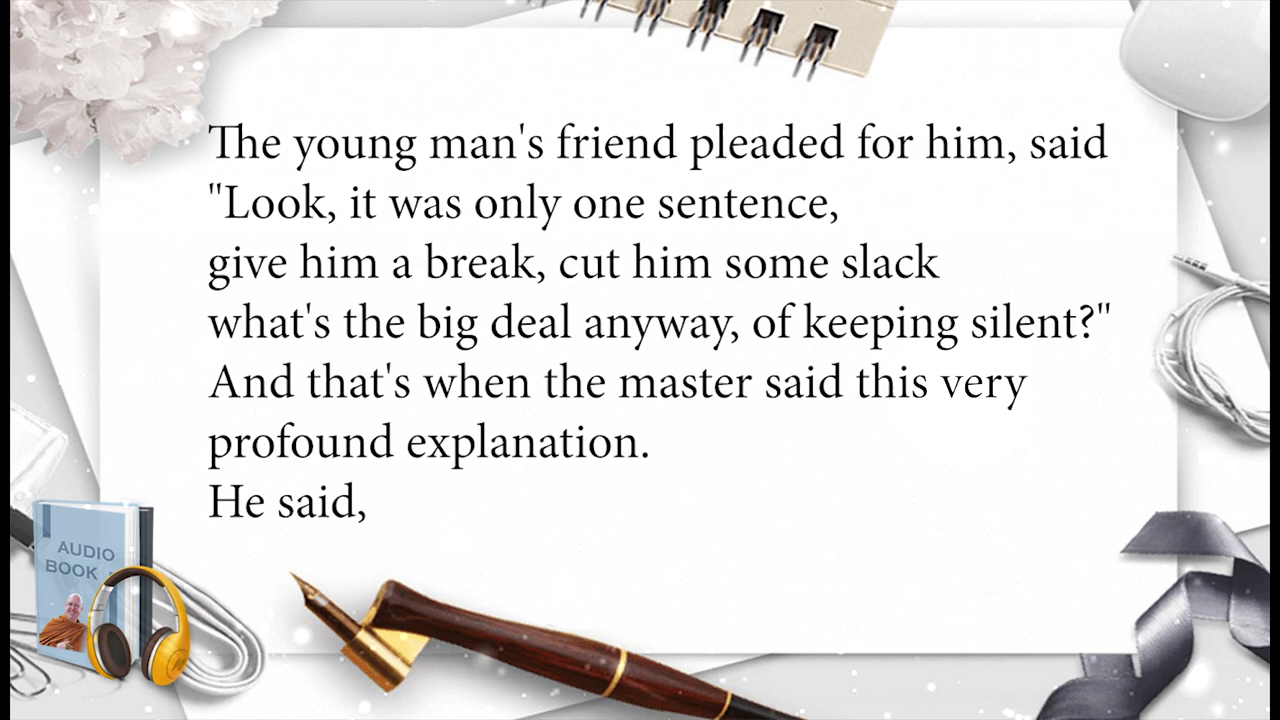 The young man's friend pleaded for him, said
"Look, it was only one sentence,
give him a break, cut him some slack
what's the big deal anyway, of keeping silent?"
And that's when the master said this very
profound explanation.
He said,
AUDIO
BOOK